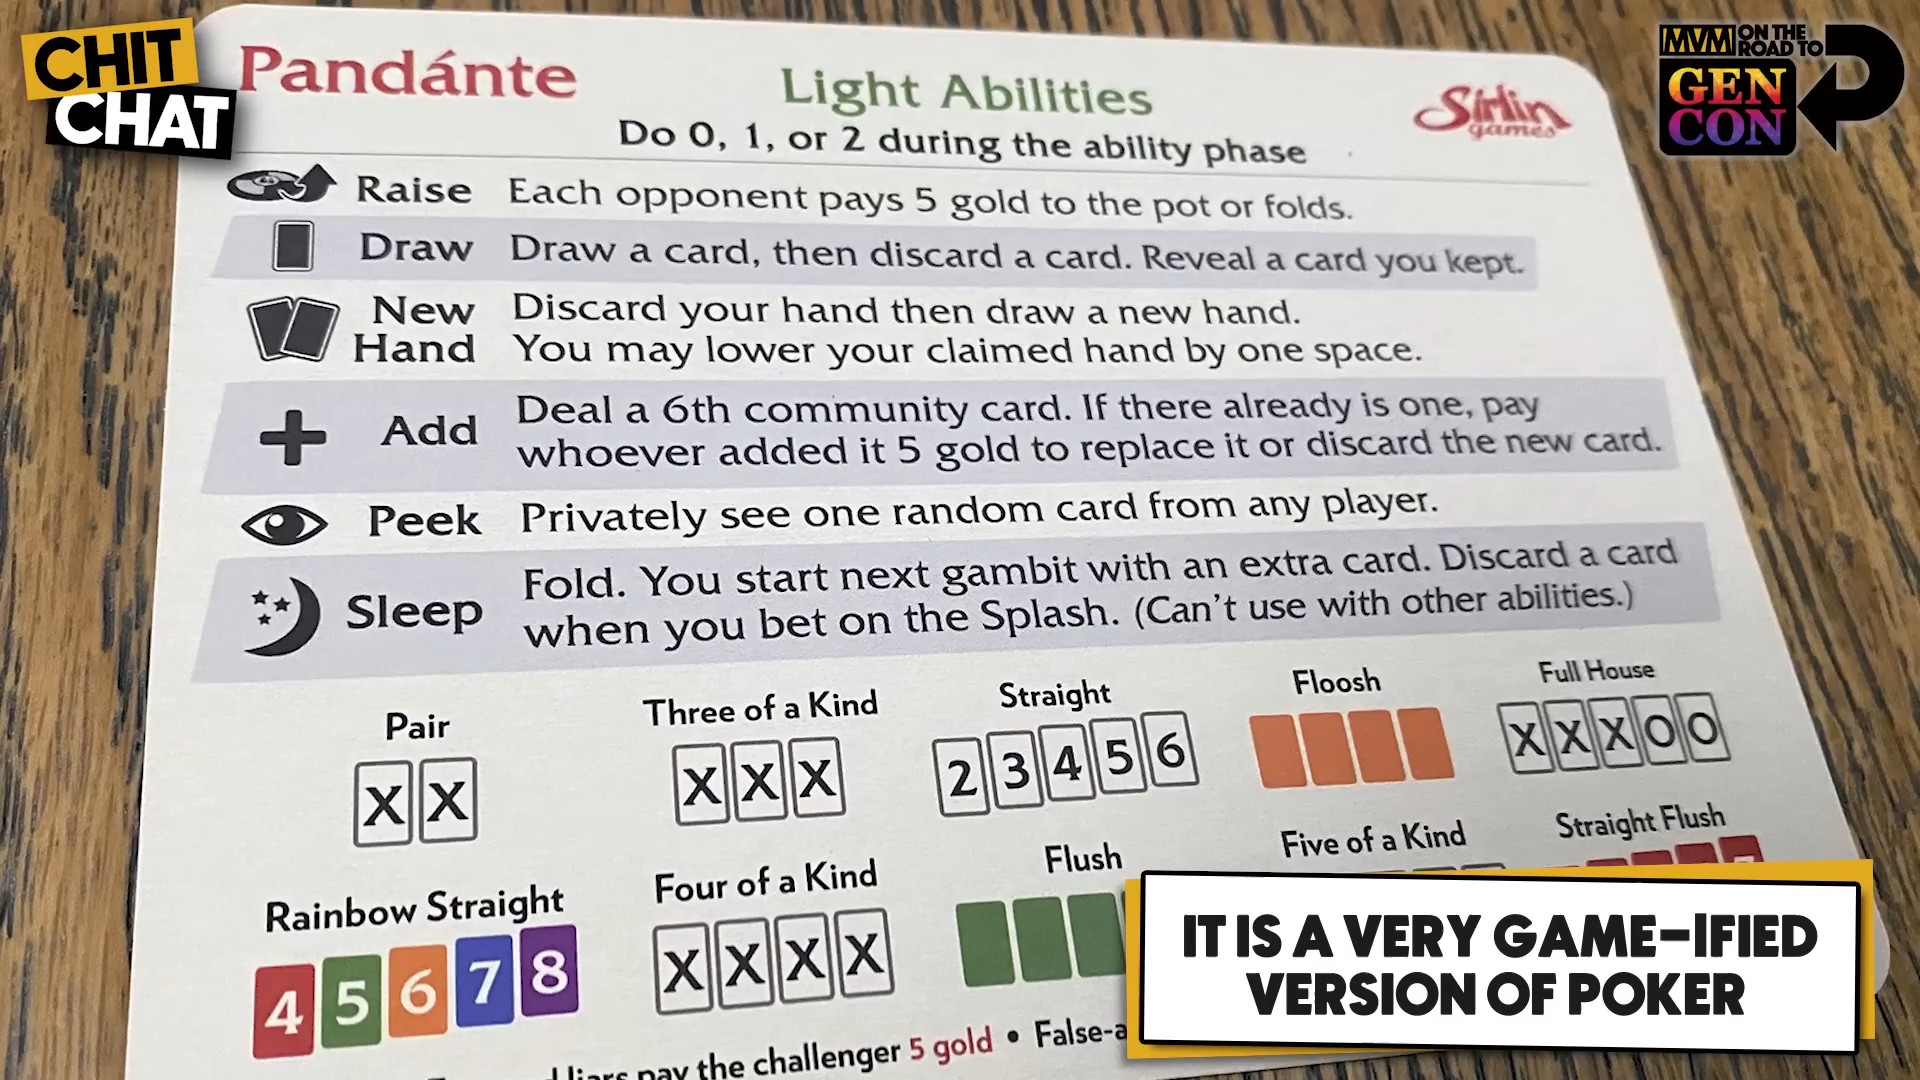 CHIT
CHAT
MVM ON THE ROAD TO
GEN
CON
Pandánte
Light Abilities
Sirlin
games
Do 0, 1, or 2 during the ability phase
Raise Each opponent pays 5 gold to the pot or folds.
Draw Draw a card, then discard a card. Reveal a card you kept.
New Hand Discard your hand then draw a new hand.
You may lower your claimed hand by one space.
Add Deal a 6th community card. If there already is one, pay
whoever added it 5 gold to replace it or discard the new card.
Peek Privately see one random card from any player.
Sleep Fold. You start next gambit with an extra card. Discard a card
when you bet on the Splash. (Can't use with other abilities.)
Pair
X X
Three of a Kind
X X X
Straight
2 3 4 5 6
Floosh
Full House
X X X O O
Rainbow Straight
4 5 6 7 8
Four of a Kind
X X X X
Flush
Five of a Kind
Straight Flush
liars pay the challenger 5 gold • False-a
IT IS A VERY GAME-IFIED
VERSION OF POKER